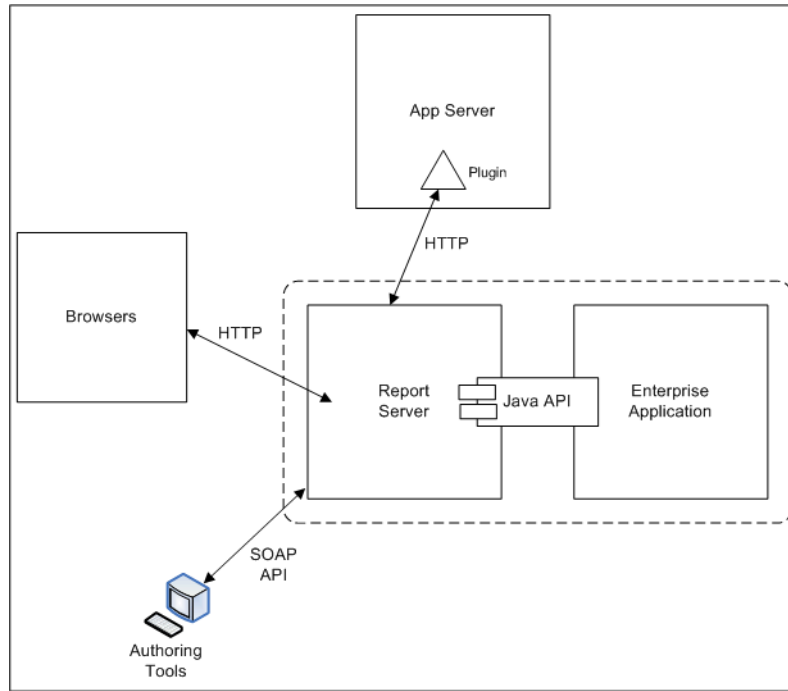 App Server
Plugin
HTTP
Browsers
HTTP
Report
Server
Java API
Enterprise
Application
SOAP
API
Authoring
Tools